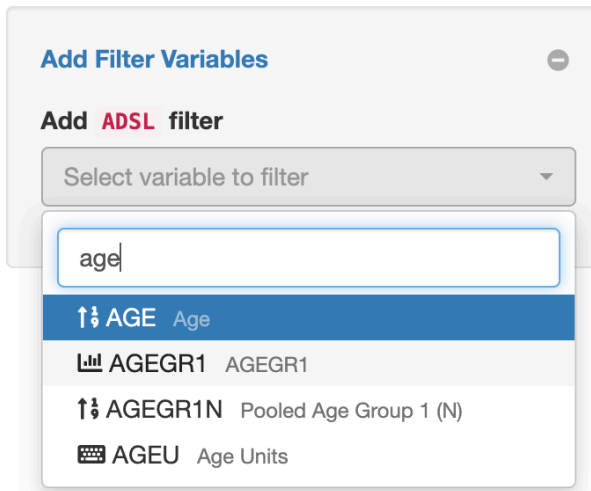 Add Filter Variables
Add ADSL filter
Select variable to filter
age
AGE Age
AGEGR1 AGEGR1
AGEGR1N Pooled Age Group 1 (N)
AGEU Age Units